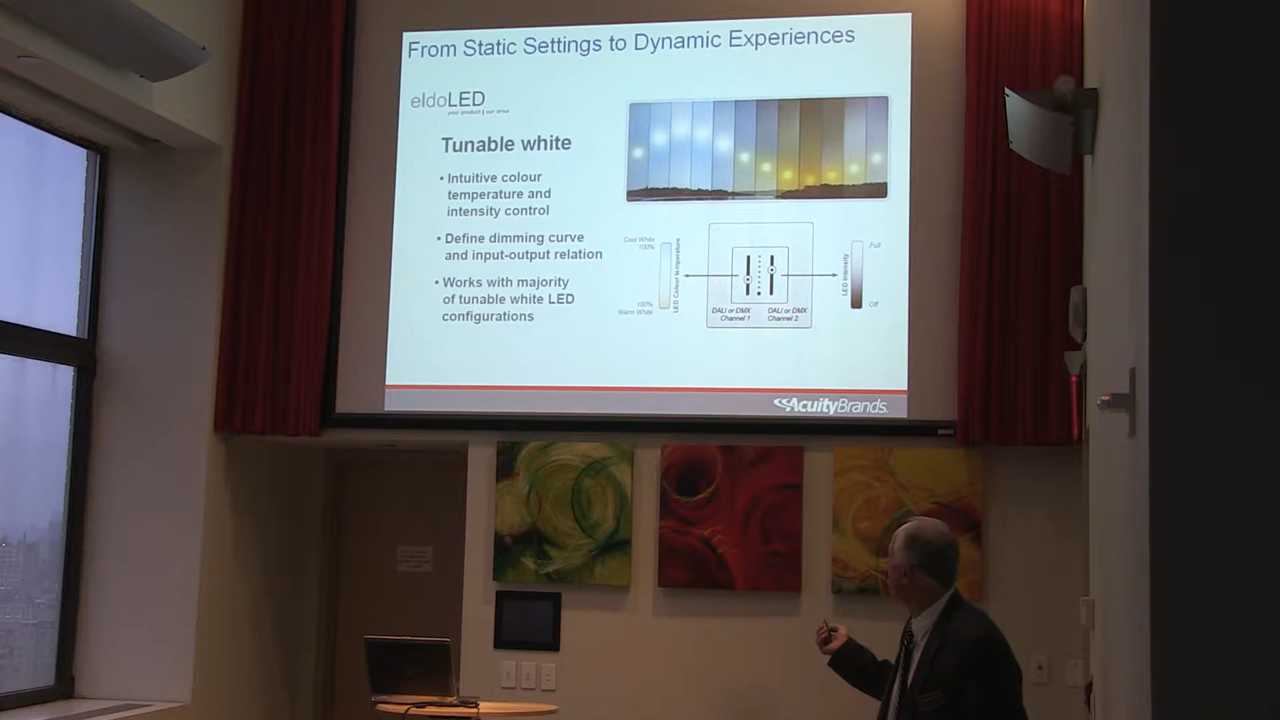 From Static Settings to Dynamic Experiences
eldoLED
your product | our drive
Tunable white
• Intuitive colour
temperature and
intensity control
• Define dimming curve
and input-output relation
• Works with majority
of tunable white LED
configurations
Cool White
100%
LED Colour temperature
100%
Warm White
DALI or DMX
Channel 1
DALI or DMX
Channel 2
LED Intensity
Full
Off
AcuityBrands.